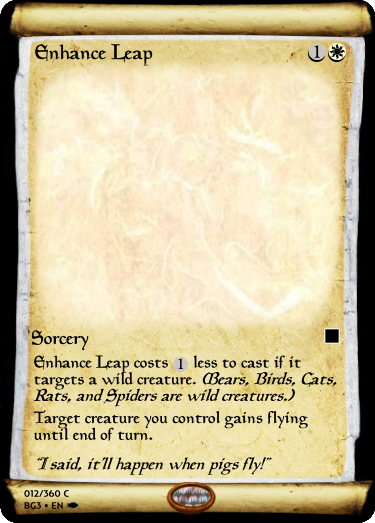 Enhance Leap 1
Sorcery
Enhance Leap costs 1 less to cast if it
targets a wild creature. (Bears, Birds, Cats,
Rats, and Spiders are wild creatures.)
Target creature you control gains flying
until end of turn.
"I said, it'll happen when pigs fly!"
012/360 C
BG3 • EN